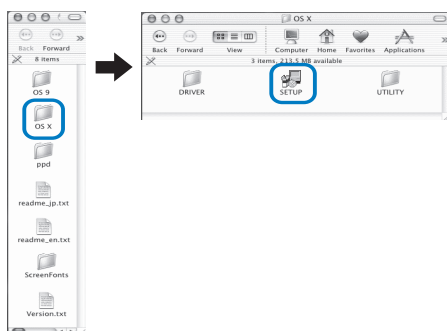 Back Forward
8 items
OS 9
OS X
ppd
readme_jp.txt
readme_en.txt
ScreenFonts
Version.txt
OS X
Back Forward View Computer Home Favorites Applications
3 items, 213.5 MB available
DRIVER SETUP UTILITY